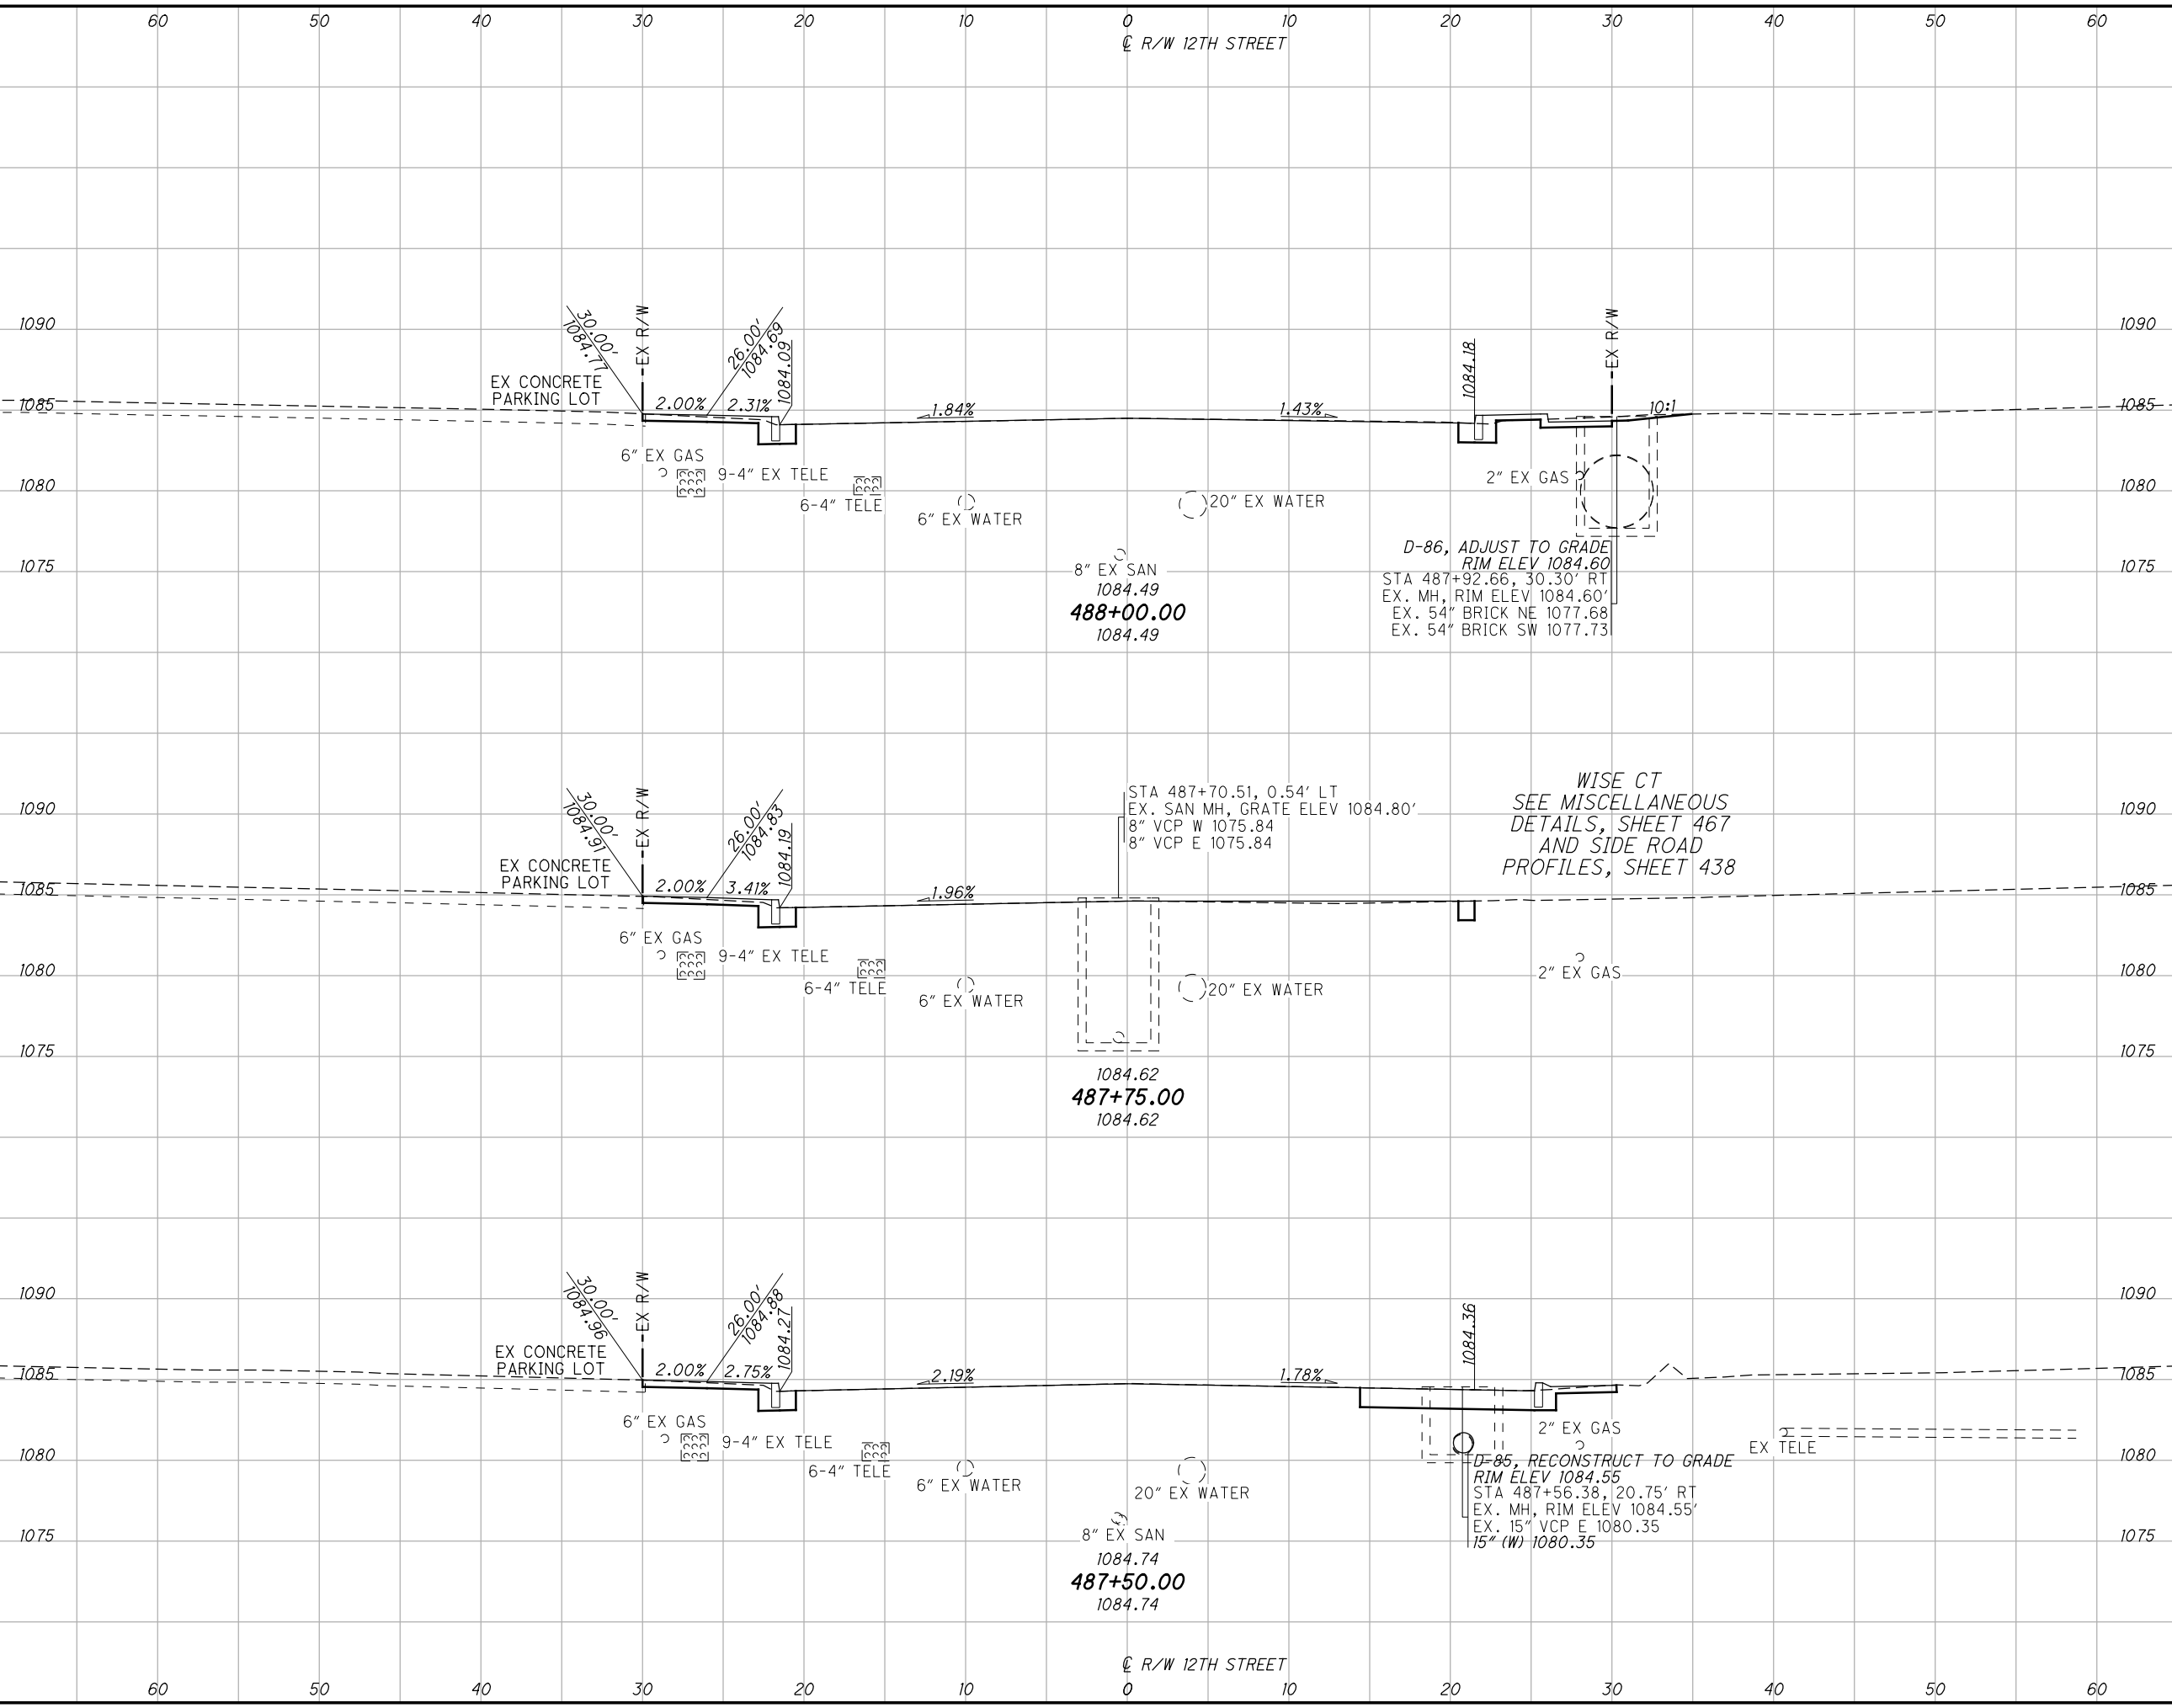 60 50 40 30 20 10 0 10 20 30 40 50 60
℄ R/W 12TH STREET
1090 1090
30.00'
1084.77
EX R/W
26.00'
1084.69
1084.09
1084.18
EX R/W
EX CONCRETE
PARKING LOT
1085 2.00% 2.31% 1.84% 1.43% 10:1 1085
6" EX GAS
9-4" EX TELE
6-4" TELE
6" EX WATER
20" EX WATER
2" EX GAS
1080 1080
8" EX SAN
1075 1075
D-86, ADJUST TO GRADE
RIM ELEV 1084.60
STA 487+92.66, 30.30' RT
EX. MH, RIM ELEV 1084.60'
EX. 54" BRICK NE 1077.68
EX. 54" BRICK SW 1077.73
1084.49
488+00.00
1084.49
STA 487+70.51, 0.54' LT
EX. SAN MH, GRATE ELEV 1084.80'
8" VCP W 1075.84
8" VCP E 1075.84
WISE CT
SEE MISCELLANEOUS
DETAILS, SHEET 467
AND SIDE ROAD
PROFILES, SHEET 438
1090 1090
30.00'
1084.91
EX R/W
26.00'
1084.83
1084.19
EX CONCRETE
PARKING LOT
1085 2.00% 3.41% 1.96% 1085
6" EX GAS
9-4" EX TELE
6-4" TELE
6" EX WATER
20" EX WATER
2" EX GAS
1080 1080
1075 1075
1084.62
487+75.00
1084.62
1090 1090
30.00'
1084.96
EX R/W
26.00'
1084.88
1084.27
1084.36
EX CONCRETE
PARKING LOT
1085 2.00% 2.75% 2.19% 1.78% 1085
6" EX GAS
9-4" EX TELE
6-4" TELE
6" EX WATER
20" EX WATER
2" EX GAS
EX TELE
1080 1080
D-85, RECONSTRUCT TO GRADE
RIM ELEV 1084.55
STA 487+56.38, 20.75' RT
EX. MH, RIM ELEV 1084.55'
EX. 15" VCP E 1080.35
15" (W) 1080.35
8" EX SAN
1075 1075
1084.74
487+50.00
1084.74
℄ R/W 12TH STREET
60 50 40 30 20 10 0 10 20 30 40 50 60